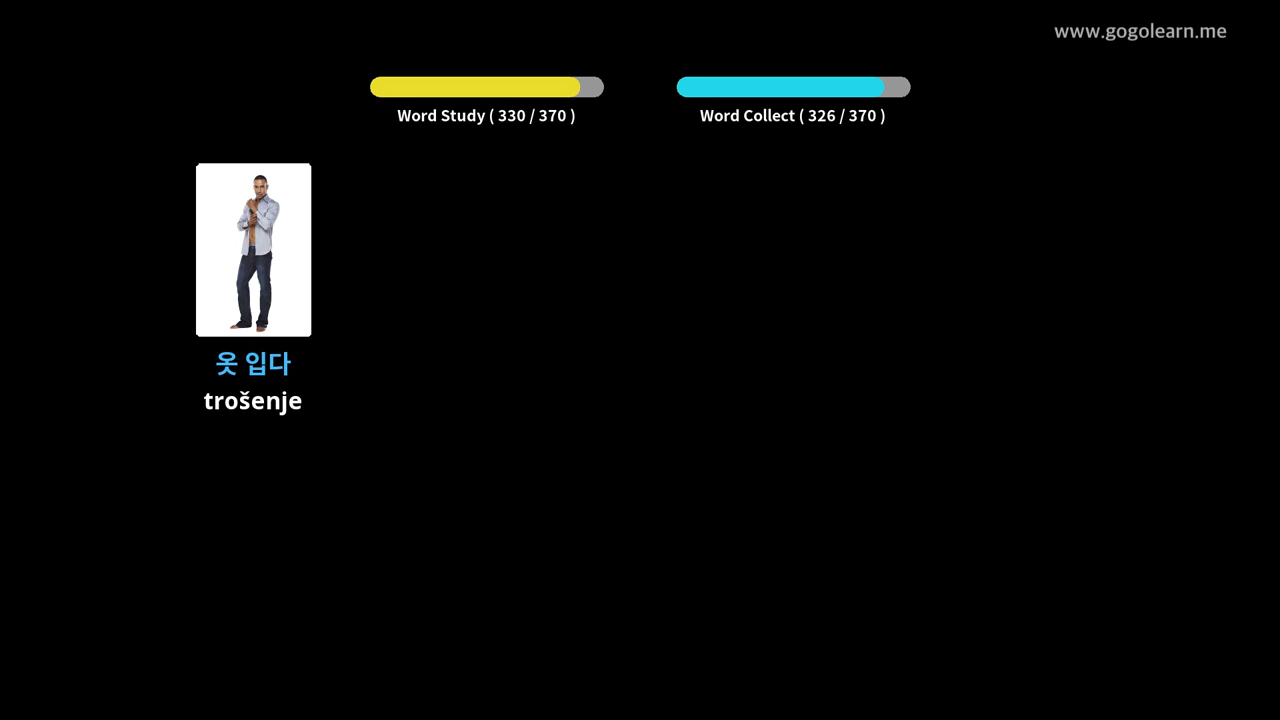 www.gogolearn.me
Word Study ( 330 / 370 )
Word Collect ( 326 / 370 )
옷 입다
trošenje